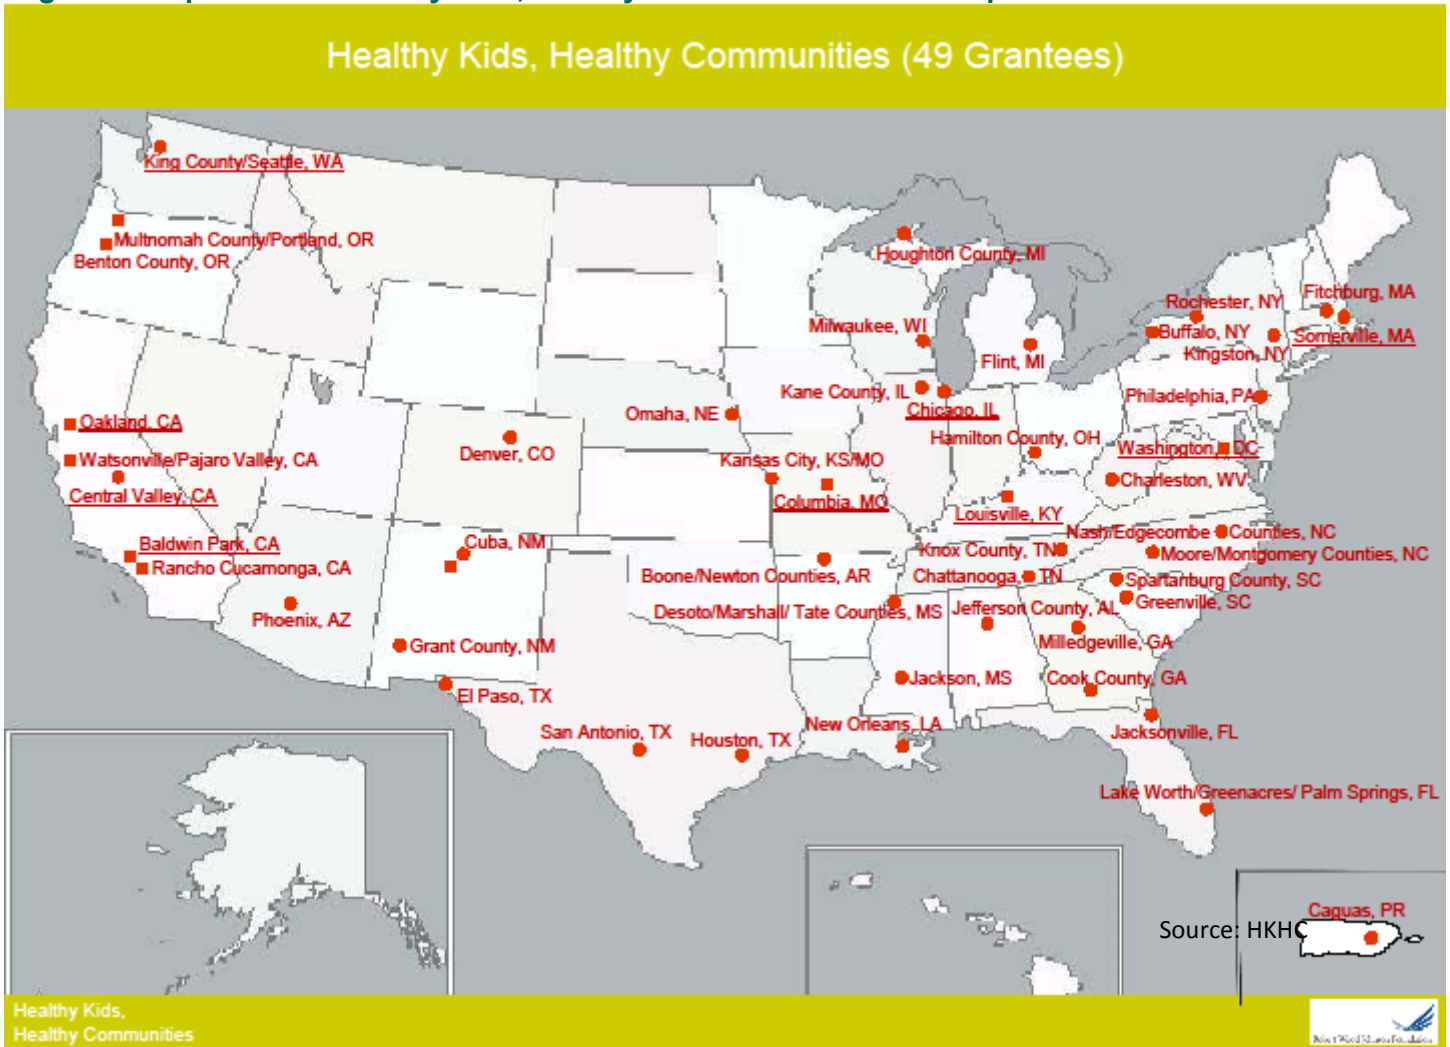 Healthy Kids, Healthy Communities (49 Grantees)
King County/Seattle, WA
Multnomah County/Portland, OR
Benton County, OR
Houghton County, MI
Rochester, NY
Fitchburg, MA
Milwaukee, WI
Buffalo, NY
Somerville, MA
Flint, MI
Kingston, NY
Kane County, IL
Philadelphia, PA
Omaha, NE
Chicago, IL
Oakland, CA
Hamilton County, OH
Denver, CO
Washington, DC
Watsonville/Pajaro Valley, CA
Kansas City, KS/MO
Charleston, WV
Central Valley, CA
Columbia, MO
Louisville, KY
Nash/Edgecombe Counties, NC
Baldwin Park, CA
Cuba, NM
Knox County, TN
Moore/Montgomery Counties, NC
Rancho Cucamonga, CA
Boone/Newton Counties, AR
Chattanooga, TN
Spartanburg County, SC
Greenville, SC
Phoenix, AZ
Desoto/Marshall/ Tate Counties, MS
Jefferson County, AL
Grant County, NM
Milledgeville, GA
Jackson, MS
Cook County, GA
El Paso, TX
San Antonio, TX
Houston, TX
New Orleans, LA
Jacksonville, FL
Lake Worth/Greenacres/ Palm Springs, FL
Caguas, PR
Source: HKHC
Healthy Kids,
Healthy Communities
Robert Wood Johnson Foundation